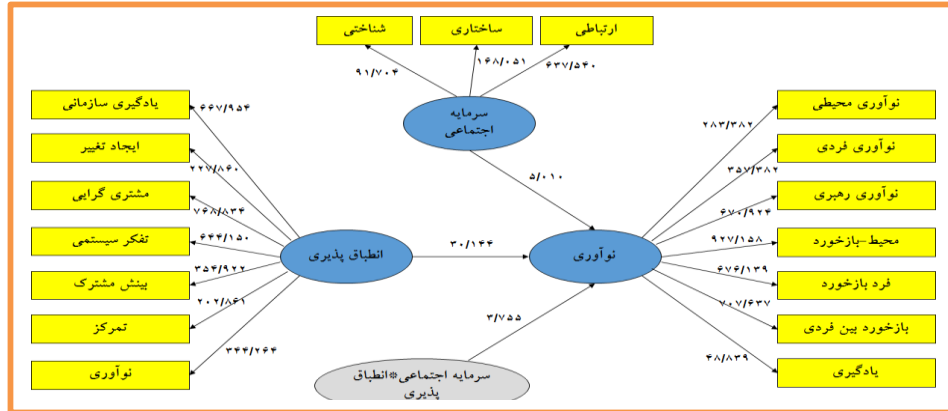 ارتباطی
ساختاری
شناختی
۶۳۷/۵۴۰
۱۶۸/۰۵۱
۹۱/۷۰۴
سرمایه
اجتماعی
۵/۰۱۰
نوآوری محیطی
نوآوری فردی
نوآوری رهبری
محیط-بازخورد
فرد بازخورد
بازخورد بین فردی
یادگیری
۲۸۳/۳۸۲
۳۵۷/۳۸۲
۶۷۰/۹۲۴
۹۲۷/۱۵۸
۶۷۶/۱۳۹
۷۰۷/۶۳۷
۴۸/۸۳۹
نوآوری
۳۰/۱۴۴
انطباق پذیری
۳/۷۵۵
سرمایه اجتماعی*انطباق
پذیری
یادگیری سازمانی
ایجاد تغییر
مشتری گرایی
تفکر سیستمی
بینش مشترک
تمرکز
نوآوری
۶۶۷/۹۵۴
۲۲۷/۸۶۰
۷۶۸/۸۳۴
۶۴۴/۱۵۰
۳۵۴/۹۲۲
۲۰۲/۸۶۱
۳۴۴/۲۶۴